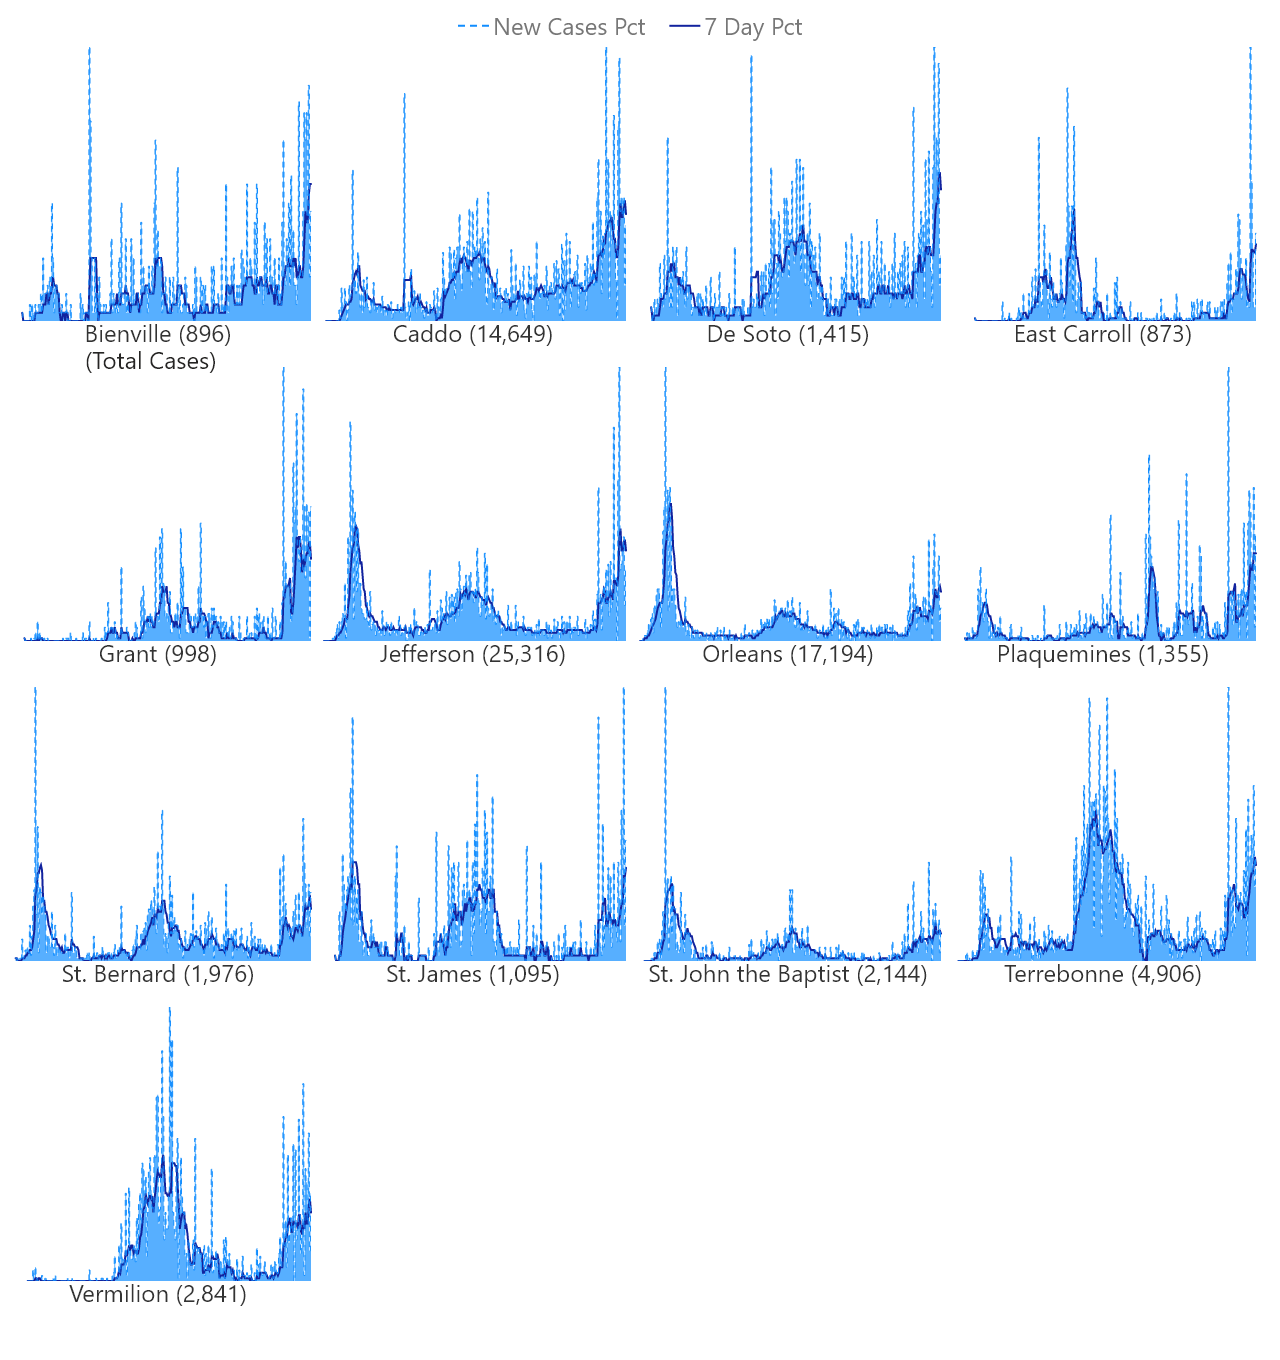 New Cases Pct 7 Day Pct
Bienville (896)
(Total Cases)
Caddo (14,649)
De Soto (1,415)
East Carroll (873)
Grant (998)
Jefferson (25,316)
Orleans (17,194)
Plaquemines (1,355)
St. Bernard (1,976)
St. James (1,095)
St. John the Baptist (2,144)
Terrebonne (4,906)
Vermilion (2,841)